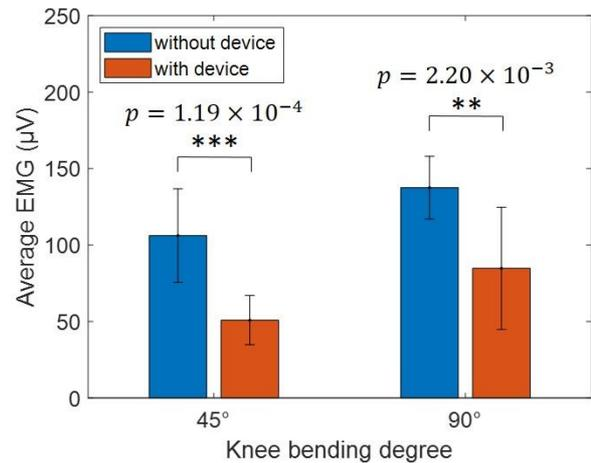 250
200
150
100
50
0
Average EMG (µV)
without device
with device
p = 1.19 × 10⁻⁴
***
p = 2.20 × 10⁻³
**
45°
90°
Knee bending degree